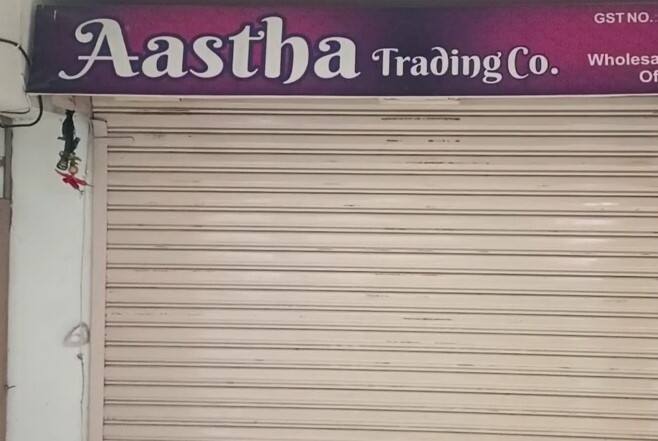 Aastha Trading Co.
GST NO.:
Wholesa
Of